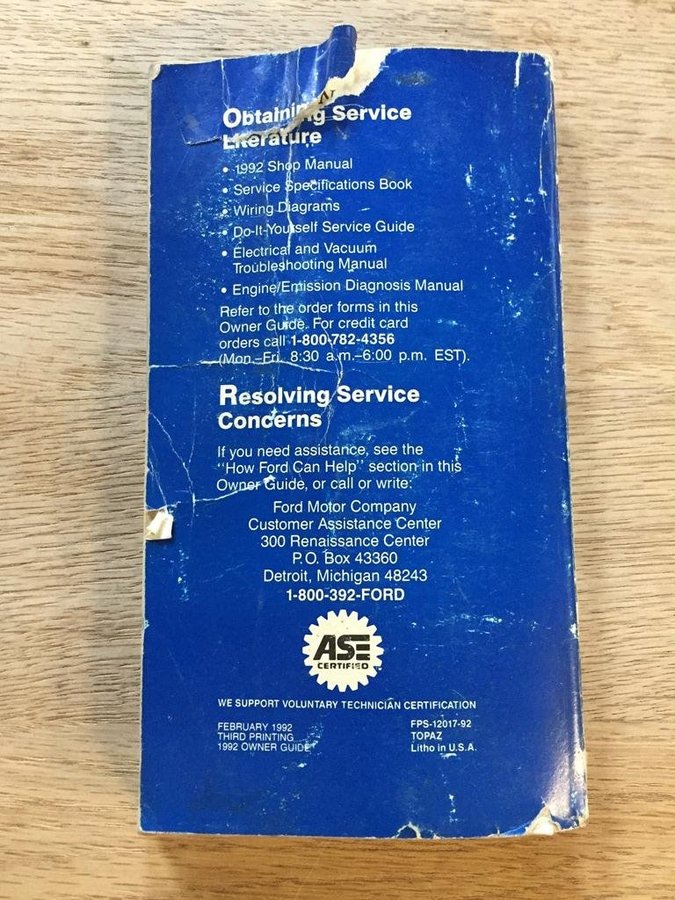 Obtaining Service
Literature
• 1992 Shop Manual
• Service Specifications Book
• Wiring Diagrams
• Do-It-Yourself Service Guide
• Electrical and Vacuum
Troubleshooting Manual
• Engine/Emission Diagnosis Manual
Refer to the order forms in this
Owner Guide. For credit card
orders call 1-800-782-4356
(Mon.–Fri. 8:30 a.m.–6:00 p.m. EST).
Resolving Service
Concerns
If you need assistance, see the
"How Ford Can Help" section in this
Owner Guide, or call or write:
Ford Motor Company
Customer Assistance Center
300 Renaissance Center
P.O. Box 43360
Detroit, Michigan 48243
1-800-392-FORD
ASE
CERTIFIED
WE SUPPORT VOLUNTARY TECHNICIAN CERTIFICATION
FEBRUARY 1992
THIRD PRINTING
1992 OWNER GUIDE
FPS-12017-92
TOPAZ
Litho in U.S.A.